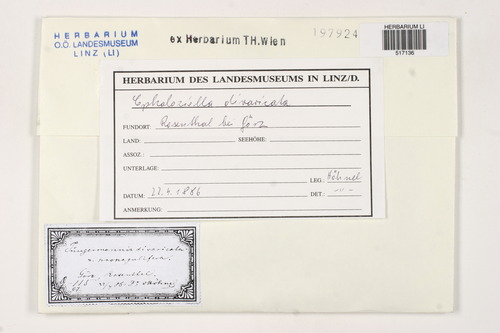 HERBARIUM
O.Ö. LANDESMUSEUM
LINZ (LI)
ex Herbarium TH. Wien
197924
HERBARIUM LI
517136
HERBARIUM DES LANDESMUSEUMS IN LINZ/D.
Cephaloziella divaricata
FUNDORT: Rosenthal bei Görz
LAND: SEEHÖHE:
ASSOZ.:
UNTERLAGE:
LEG.: Höhnel
DATUM: 22.4.1886 DET.: -"-
ANMERKUNG:
Jungermannia divaricata
Görz, Rosenthal